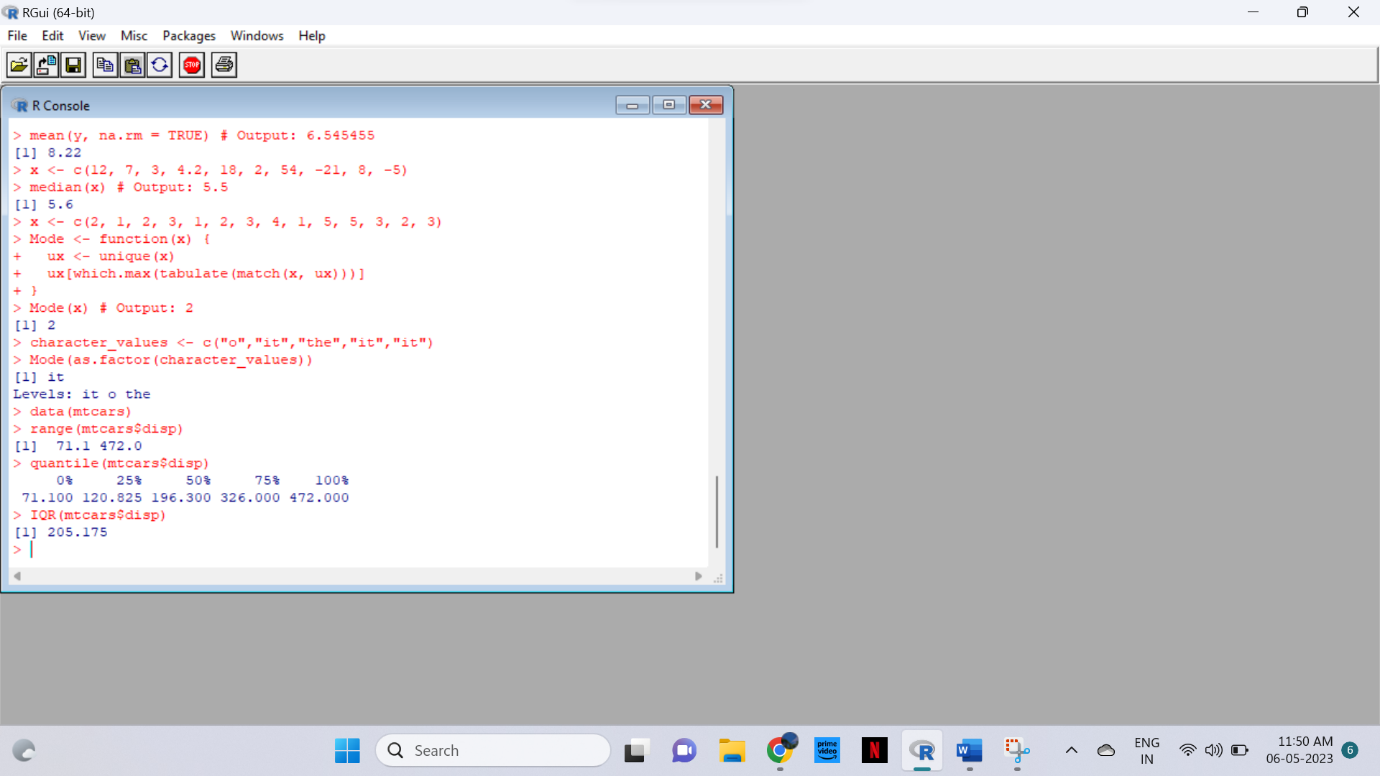 RGui (64-bit)
File Edit View Misc Packages Windows Help
STOP
R Console
> mean(y, na.rm = TRUE) # Output: 6.545455
[1] 8.22
> x <- c(12, 7, 3, 4.2, 18, 2, 54, -21, 8, -5)
> median(x) # Output: 5.5
[1] 5.6
> x <- c(2, 1, 2, 3, 1, 2, 3, 4, 1, 5, 5, 3, 2, 3)
> Mode <- function(x) {
+   ux <- unique(x)
+   ux[which.max(tabulate(match(x, ux)))]
+ }
> Mode(x) # Output: 2
[1] 2
> character_values <- c("o","it","the","it","it")
> Mode(as.factor(character_values))
[1] it
Levels: it o the
> data(mtcars)
> range(mtcars$disp)
[1]  71.1 472.0
> quantile(mtcars$disp)
     0%     25%     50%     75%    100%
 71.100 120.825 196.300 326.000 472.000
> IQR(mtcars$disp)
[1] 205.175
>
Search
prime video
N
R
W
ENG
IN
11:50 AM
06-05-2023
6